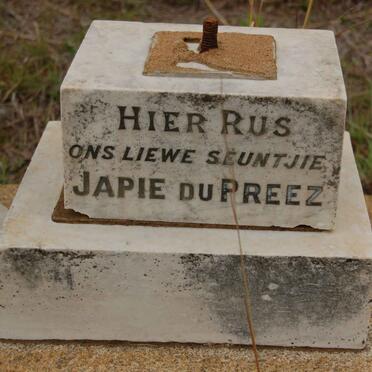 HIER RUS
ONS LIEWE SEUNTJIE
JAPIE DU PREEZ